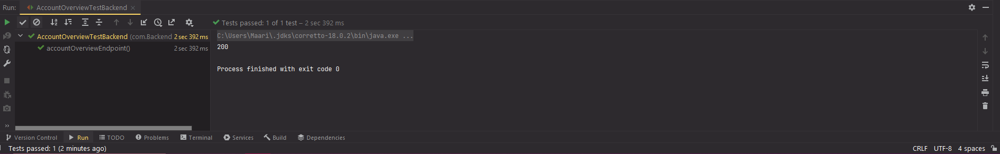 Run: AccountOverviewTestBackend
Tests passed: 1 of 1 test – 2 sec 392 ms
AccountOverviewTestBackend (com.Backend 2 sec 392 ms
accountOverviewEndpoint() 2 sec 392 ms
C:\Users\Maari\.jdks\corretto-18.0.2\bin\java.exe ...
200
Process finished with exit code 0
Version Control Run TODO Problems Terminal Services Build Dependencies
Tests passed: 1 (2 minutes ago) CRLF UTF-8 4 spaces